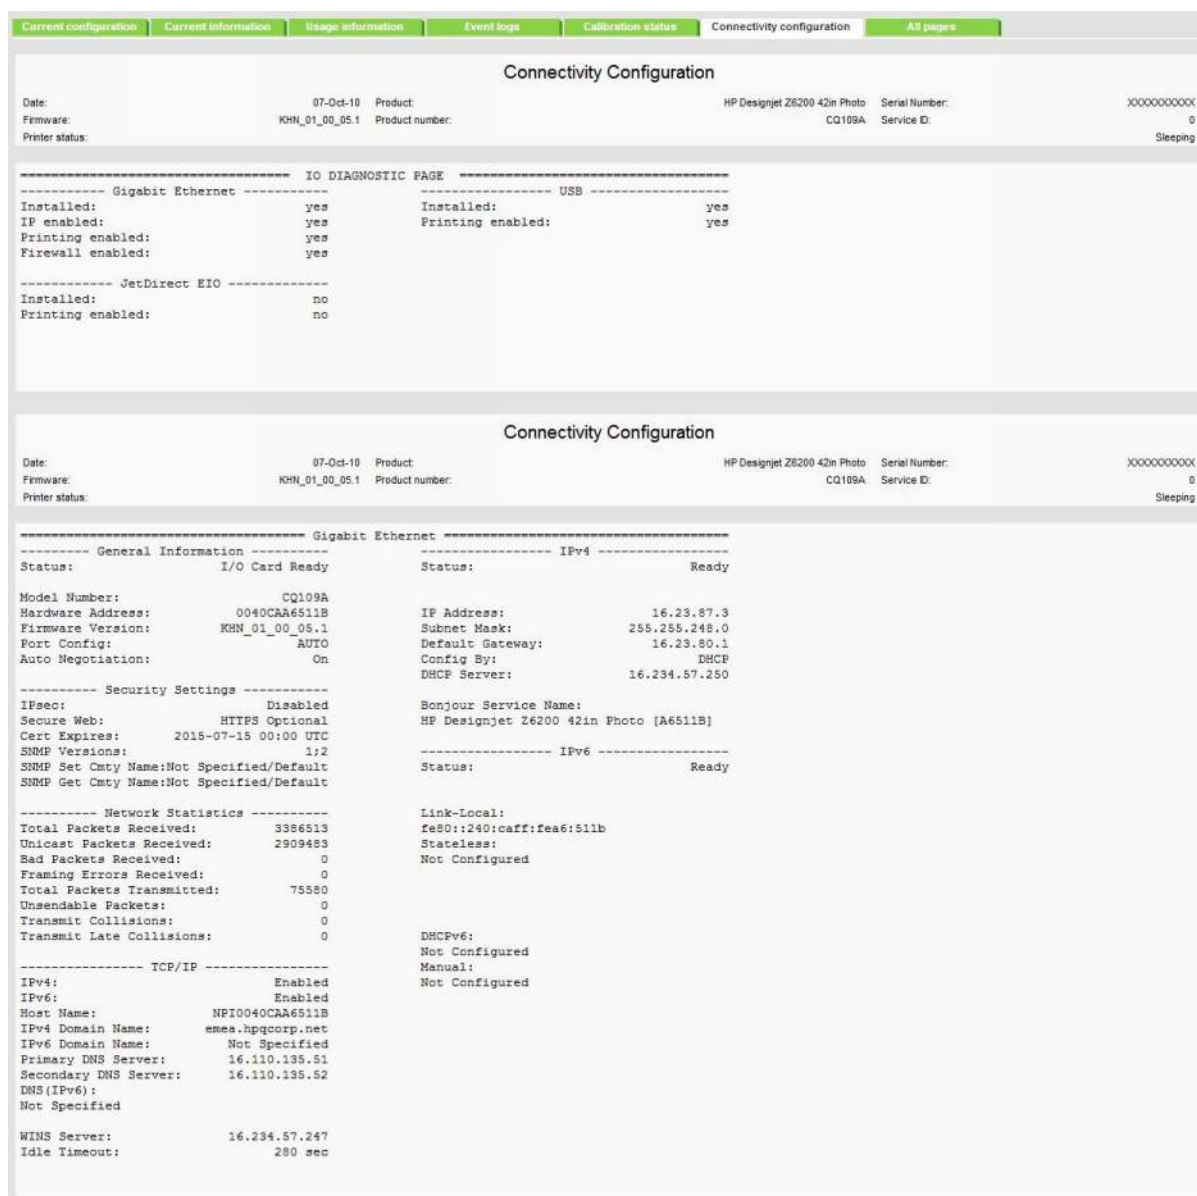 Current configuration Current information Usage information Event logs Calibration status Connectivity configuration All pages
Connectivity Configuration
Date: 07-Oct-10 Product: HP Designjet Z6200 42in Photo Serial Number: XXXXXXXXXX
Firmware: KHN_01_00_05.1 Product number: CQ109A Service ID: 0
Printer status: Sleeping
==================================== IO DIAGNOSTIC PAGE ====================================
----------- Gigabit Ethernet ----------- ----------------- USB ------------------
Installed: yes Installed: yes
IP enabled: yes Printing enabled: yes
Printing enabled: yes
Firewall enabled: yes
------------ JetDirect EIO -------------
Installed: no
Printing enabled: no
Connectivity Configuration
Date: 07-Oct-10 Product: HP Designjet Z6200 42in Photo Serial Number: XXXXXXXXXX
Firmware: KHN_01_00_05.1 Product number: CQ109A Service ID: 0
Printer status: Sleeping
===================================== Gigabit Ethernet =====================================
--------- General Information ---------- ----------------- IPv4 -----------------
Status: I/O Card Ready Status: Ready
Model Number: CQ109A
Hardware Address: 0040CAA6511B IP Address: 16.23.87.3
Firmware Version: KHN_01_00_05.1 Subnet Mask: 255.255.248.0
Port Config: AUTO Default Gateway: 16.23.80.1
Auto Negotiation: On Config By: DHCP
DHCP Server: 16.234.57.250
---------- Security Settings -----------
IPsec: Disabled Bonjour Service Name:
Secure Web: HTTPS Optional HP Designjet Z6200 42in Photo [A6511B]
Cert Expires: 2015-07-15 00:00 UTC
SNMP Versions: 1;2 ----------------- IPv6 -----------------
SNMP Set Cmty Name:Not Specified/Default Status: Ready
SNMP Get Cmty Name:Not Specified/Default
---------- Network Statistics ---------- Link-Local:
Total Packets Received: 3386513 fe80::240:caff:fea6:511b
Unicast Packets Received: 2909483 Stateless:
Bad Packets Received: 0 Not Configured
Framing Errors Received: 0
Total Packets Transmitted: 75580
Unsendable Packets: 0
Transmit Collisions: 0
Transmit Late Collisions: 0 DHCPv6:
Not Configured
---------------- TCP/IP ---------------- Manual:
IPv4: Enabled Not Configured
IPv6: Enabled
Host Name: NPI0040CAA6511B
IPv4 Domain Name: emea.hpqcorp.net
IPv6 Domain Name: Not Specified
Primary DNS Server: 16.110.135.51
Secondary DNS Server: 16.110.135.52
DNS(IPv6):
Not Specified
WINS Server: 16.234.57.247
Idle Timeout: 280 sec